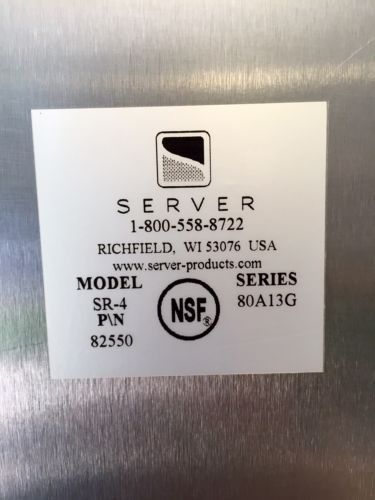 SERVER
1-800-558-8722
RICHFIELD, WI 53076 USA
www.server-products.com
MODEL
SR-4
P\N
82550
NSF®
SERIES
80A13G